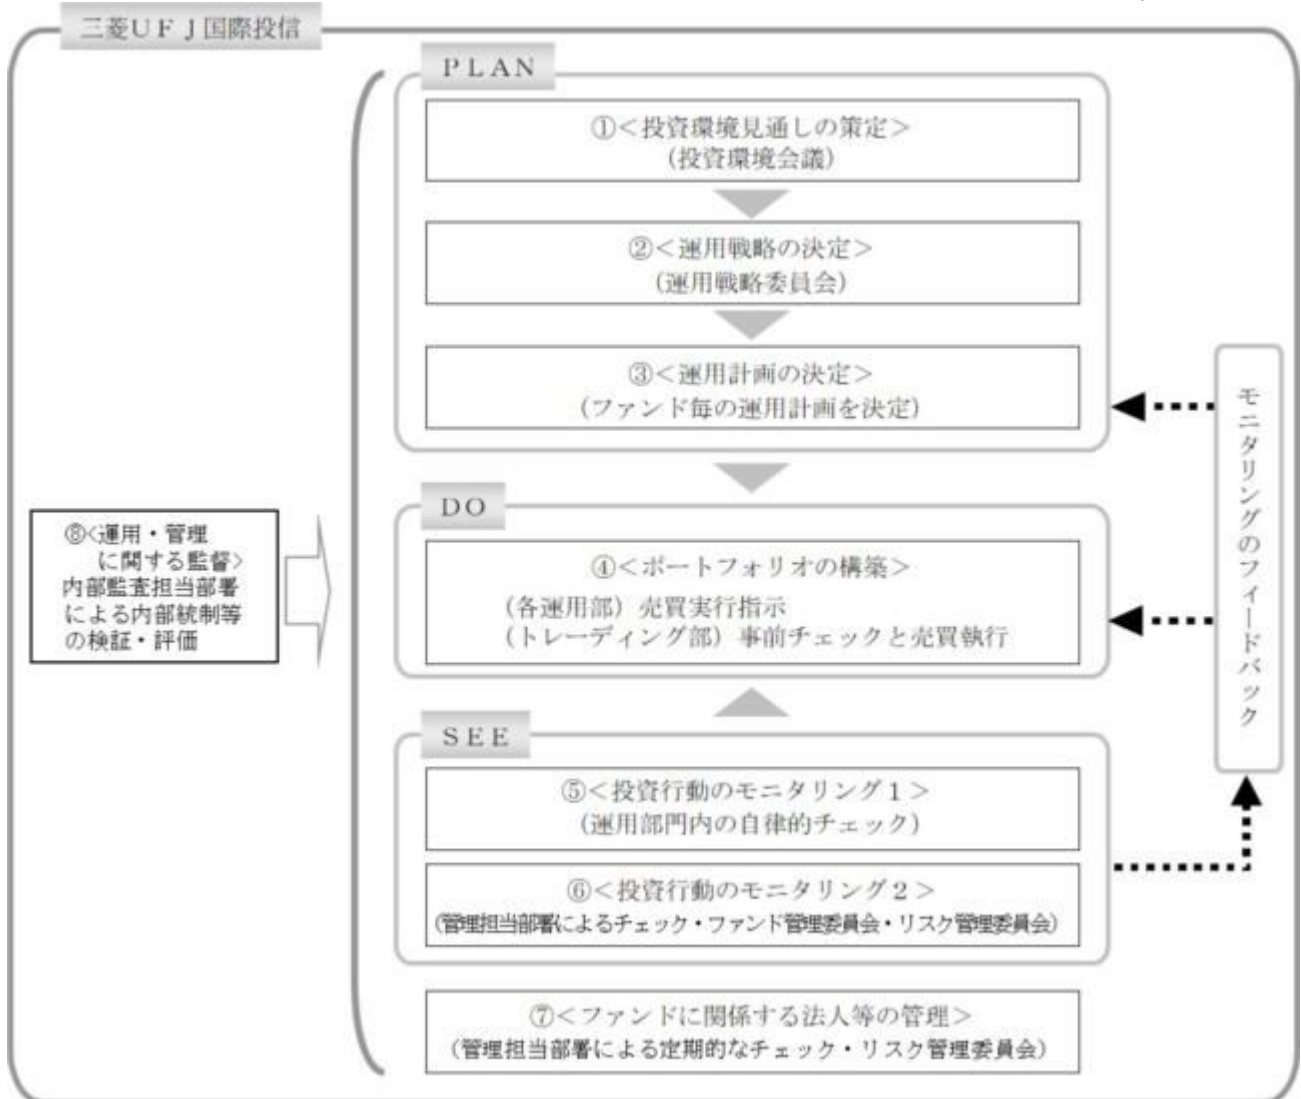 三菱UFJ国際投信
PLAN
①<投資環境見通しの策定>
(投資環境会議)
②<運用戦略の決定>
(運用戦略委員会)
③<運用計画の決定>
(ファンド毎の運用計画を決定)
DO
④<ポートフォリオの構築>
(各運用部)売買実行指示
(トレーディング部)事前チェックと売買執行
SEE
⑤<投資行動のモニタリング1>
(運用部門内の自律的チェック)
⑥<投資行動のモニタリング2>
(管理担当部署によるチェック・ファンド管理委員会・リスク管理委員会)
⑦<ファンドに関係する法人等の管理>
(管理担当部署による定期的なチェック・リスク管理委員会)
⑧<運用・管理
に関する監督>
内部監査担当部署
による内部統制等
の検証・評価
モニタリングのフィードバック